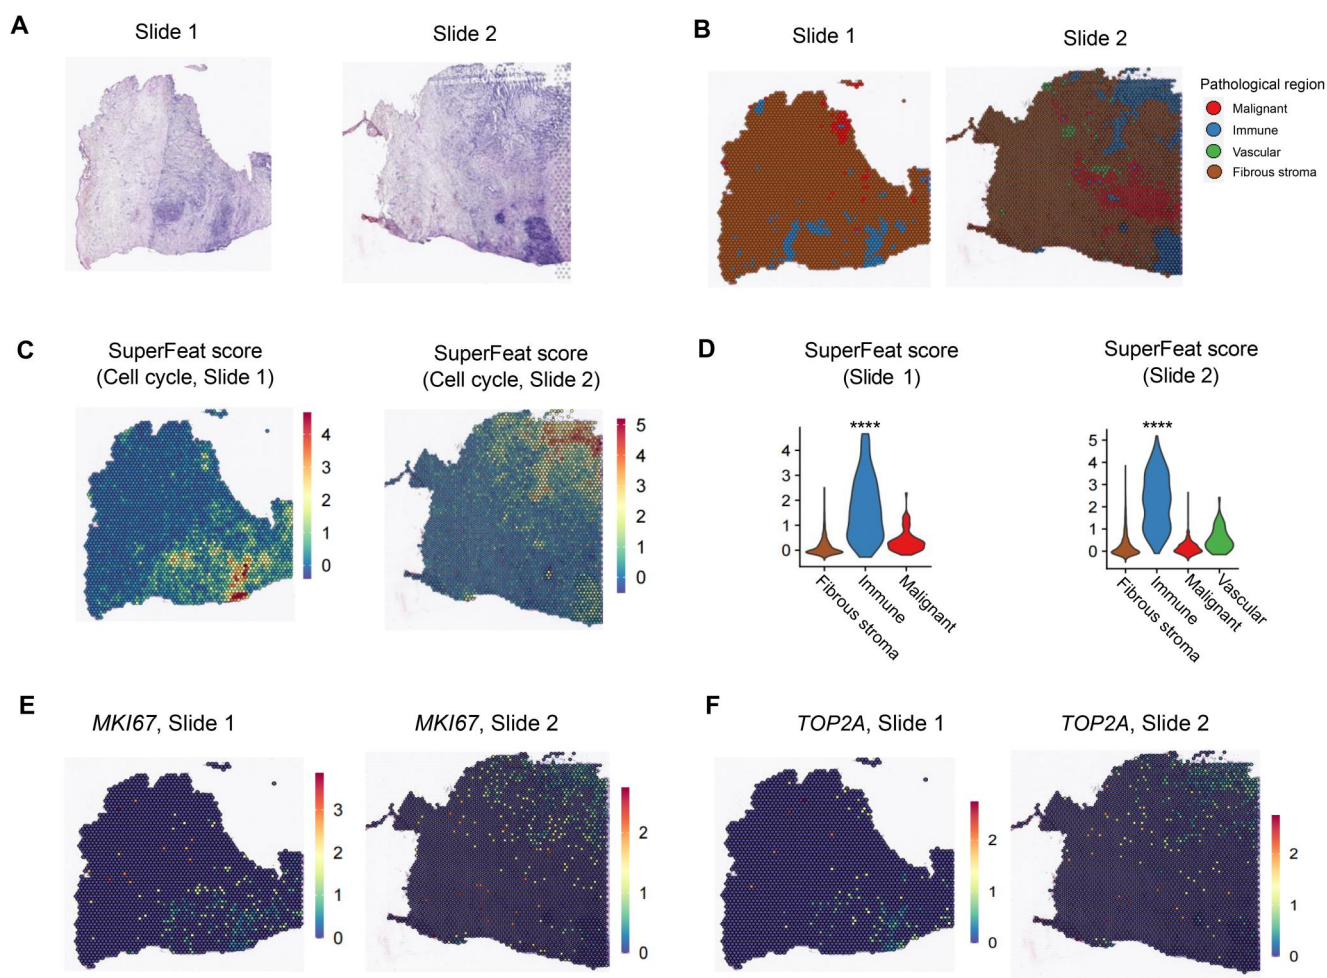 A
Slide 1
Slide 2
B
Slide 1
Slide 2
Pathological region
Malignant
Immune
Vascular
Fibrous stroma
C
SuperFeat score
(Cell cycle, Slide 1)
4
3
2
1
0
SuperFeat score
(Cell cycle, Slide 2)
5
4
3
2
1
0
D
SuperFeat score
(Slide 1)
****
4
3
2
1
0
Fibrous stroma
Immune
Malignant
SuperFeat score
(Slide 2)
****
5
4
3
2
1
0
Fibrous stroma
Immune
Malignant
Vascular
E
MKI67, Slide 1
3
2
1
0
MKI67, Slide 2
2
1
0
F
TOP2A, Slide 1
2
1
0
TOP2A, Slide 2
2
1
0